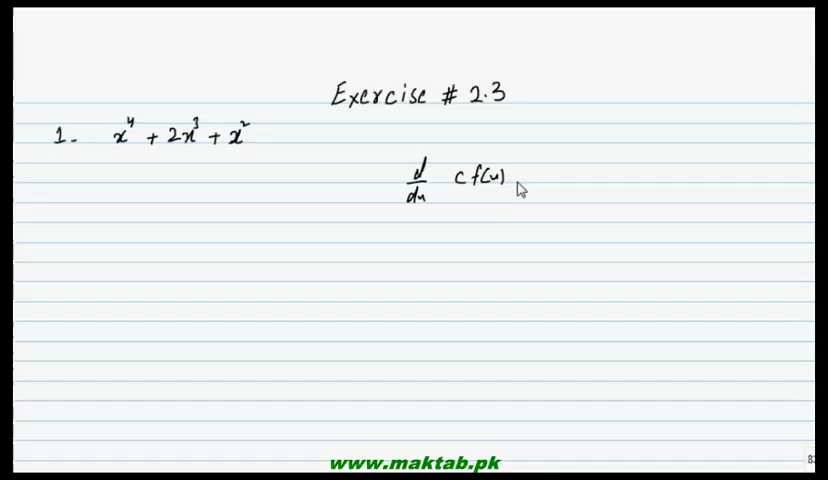 Exercise # 2.3
1. x⁴ + 2x³ + x²
d/dx c f(x)
www.maktab.pk